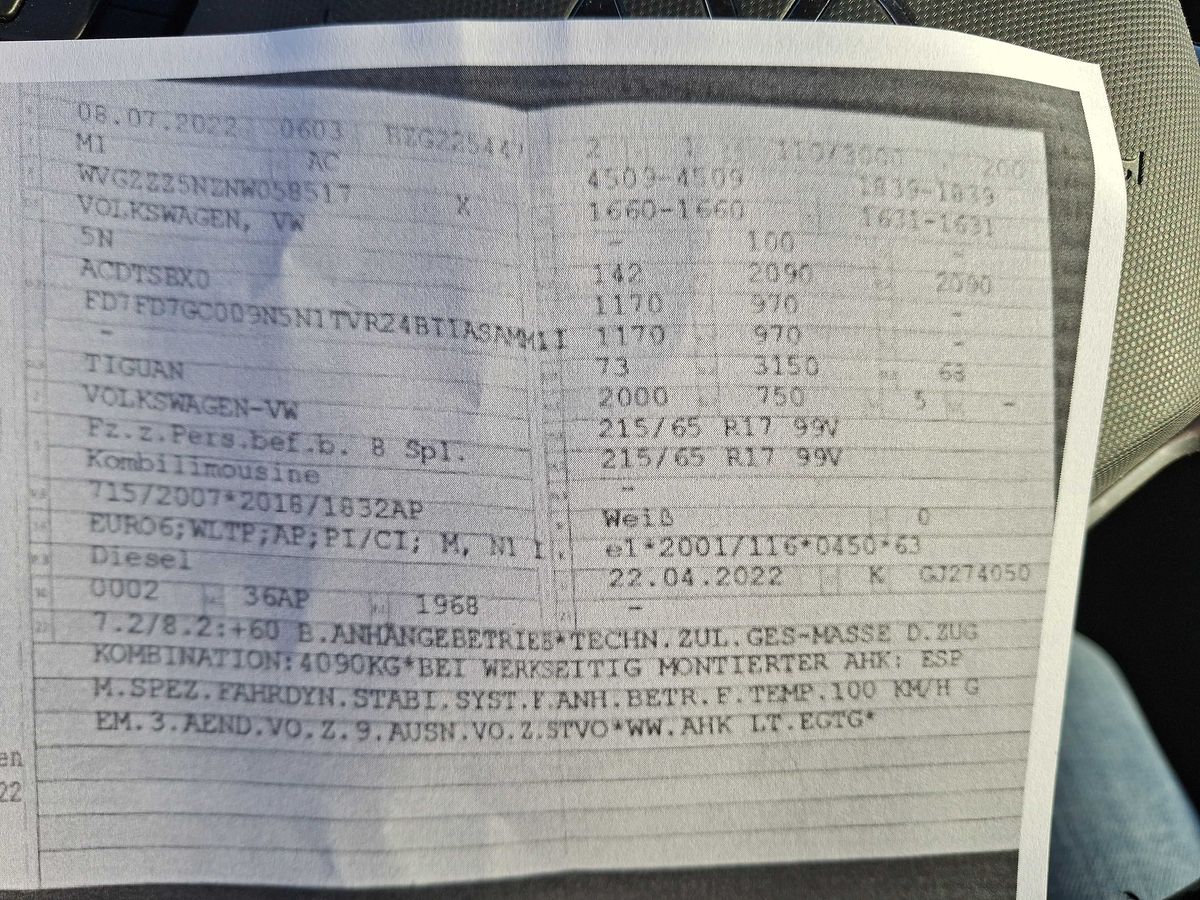 08.07.2022 0603
M1 AC
WVGZZZ5NZNW058517 X
VOLKSWAGEN, VW
5N
ACDTSBX0
FD7FD7GC009N5N1TVR24BTIASAMM1I
-
TIGUAN
VOLKSWAGEN-VW
Fz.z.Pers.bef.b. 8 Spl.
Kombilimousine
715/2007*2018/1832AP
EURO6;WLTP;AP;PI/CI; M, N1 I
Diesel
0002 36AP 1968
2 1 110/3000 200
4509-4509 1839-1839
1660-1660 1631-1631
- 100 -
142 2090 2090
1170 970 -
1170 970 -
73 3150 68
2000 750 5 -
215/65 R17 99V
215/65 R17 99V
-
Weiß 0
e1*2001/116*0450*63
22.04.2022 K GJ274050
-
7.2/8.2:+60 B.ANHÄNGEBETRIEB*TECHN.ZUL.GES-MASSE D.ZUG
KOMBINATION:4090KG*BEI WERKSEITIG MONTIERTER AHK: ESP
M.SPEZ.FAHRDYN.STABI.SYST.F.ANH.BETR.F.TEMP.100 KM/H G
EM.3.AEND.VO.Z.9.AUSN.VO.Z.STVO*WW.AHK LT.EGTG*
en
22